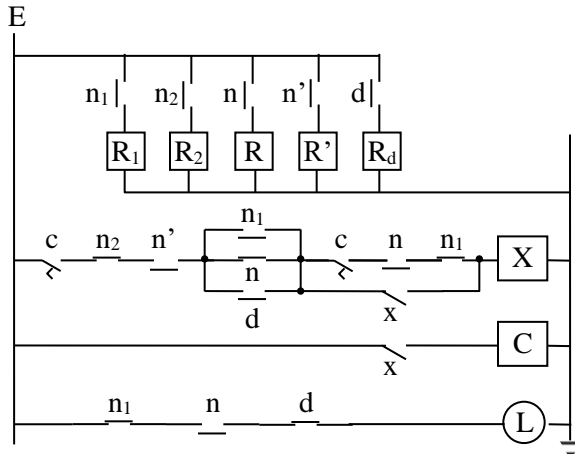 E
n₁ n₂ n n’ d
R₁ R₂ R R’ R_d
n₁
c n₂ n’ c n n₁ X
n
d x
C
x
n₁ n d L